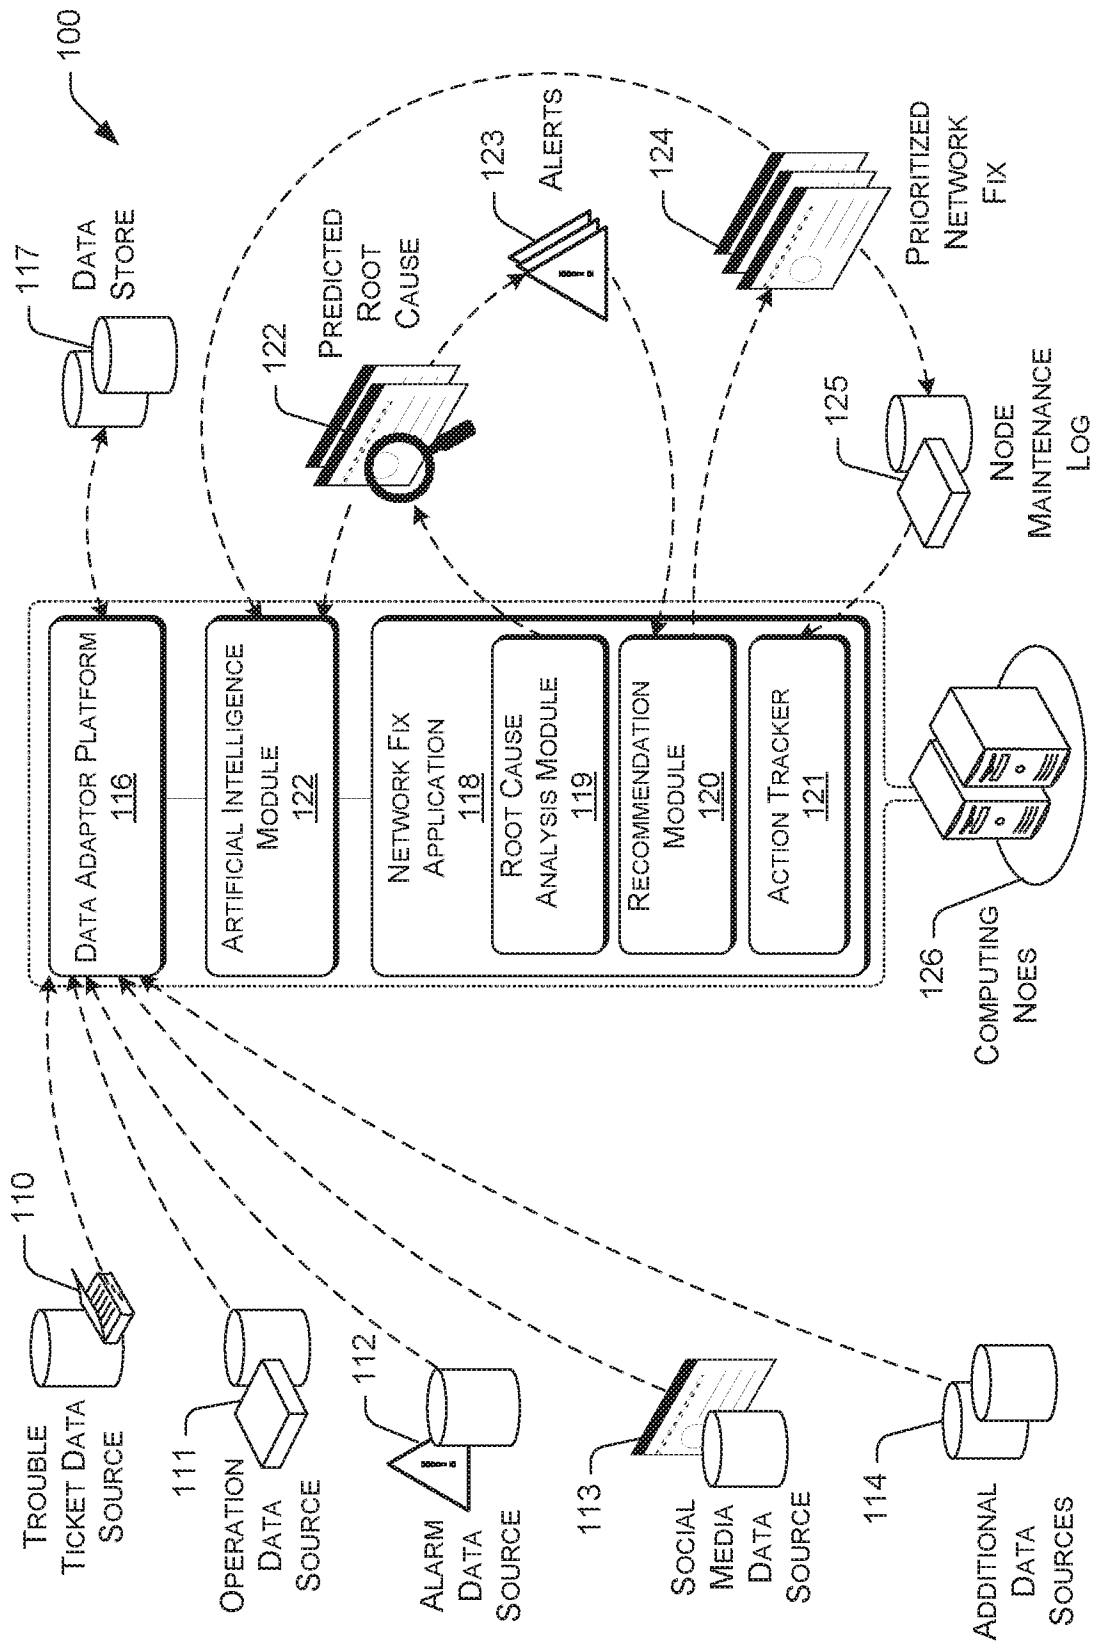 100
TROUBLE
TICKET DATA
SOURCE
110
OPERATION
DATA
SOURCE
111
ALARM
DATA
SOURCE
112
SOCIAL
MEDIA
DATA
SOURCE
113
ADDITIONAL
DATA
SOURCES
114
DATA ADAPTOR PLATFORM
116
ARTIFICIAL INTELLIGENCE
MODULE
122
NETWORK FIX
APPLICATION
118
ROOT CAUSE
ANALYSIS MODULE
119
RECOMMENDATION
MODULE
120
ACTION TRACKER
121
126
COMPUTING
NOES
117
DATA
STORE
122
PREDICTED
ROOT
CAUSE
123
ALERTS
124
PRIORITIZED
NETWORK
FIX
125
NODE
MAINTENANCE
LOG